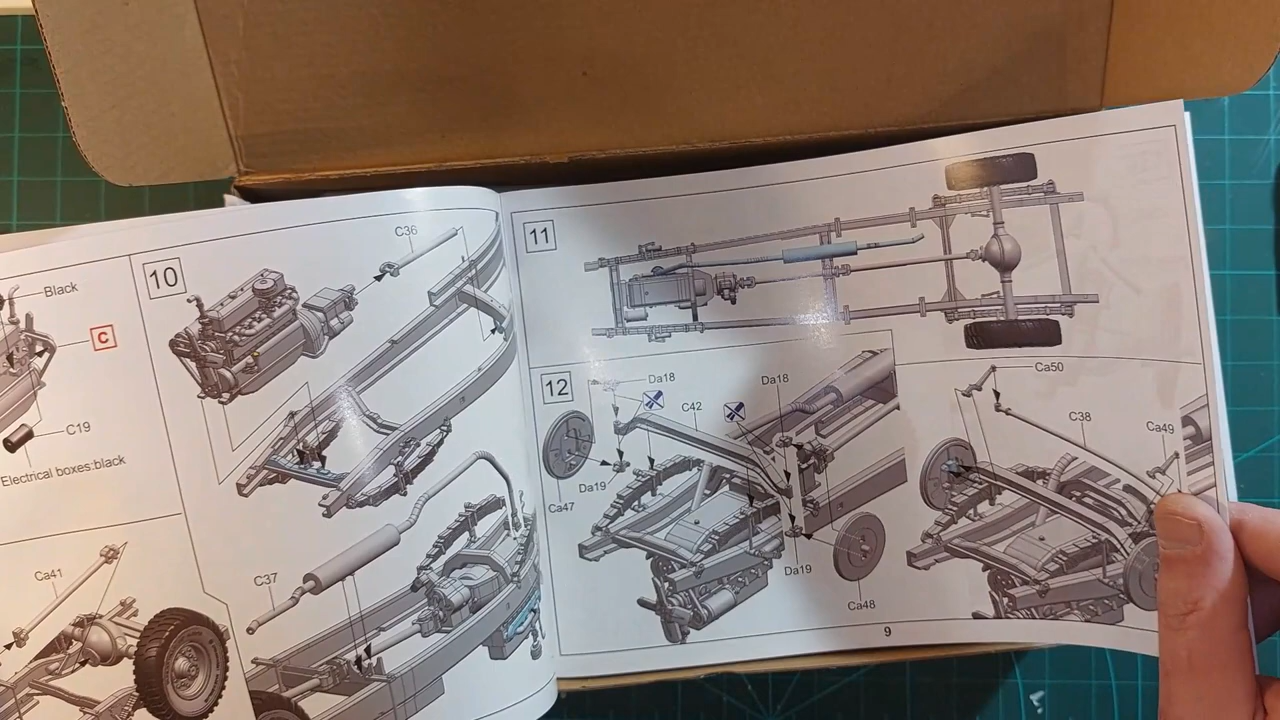 Black
C
C19
Electrical boxes:black
Ca41
10
C36
C37
11
12
Da18
Da18
C42
Da19
Ca47
Da19
Ca48
Ca50
C38
Ca49
9